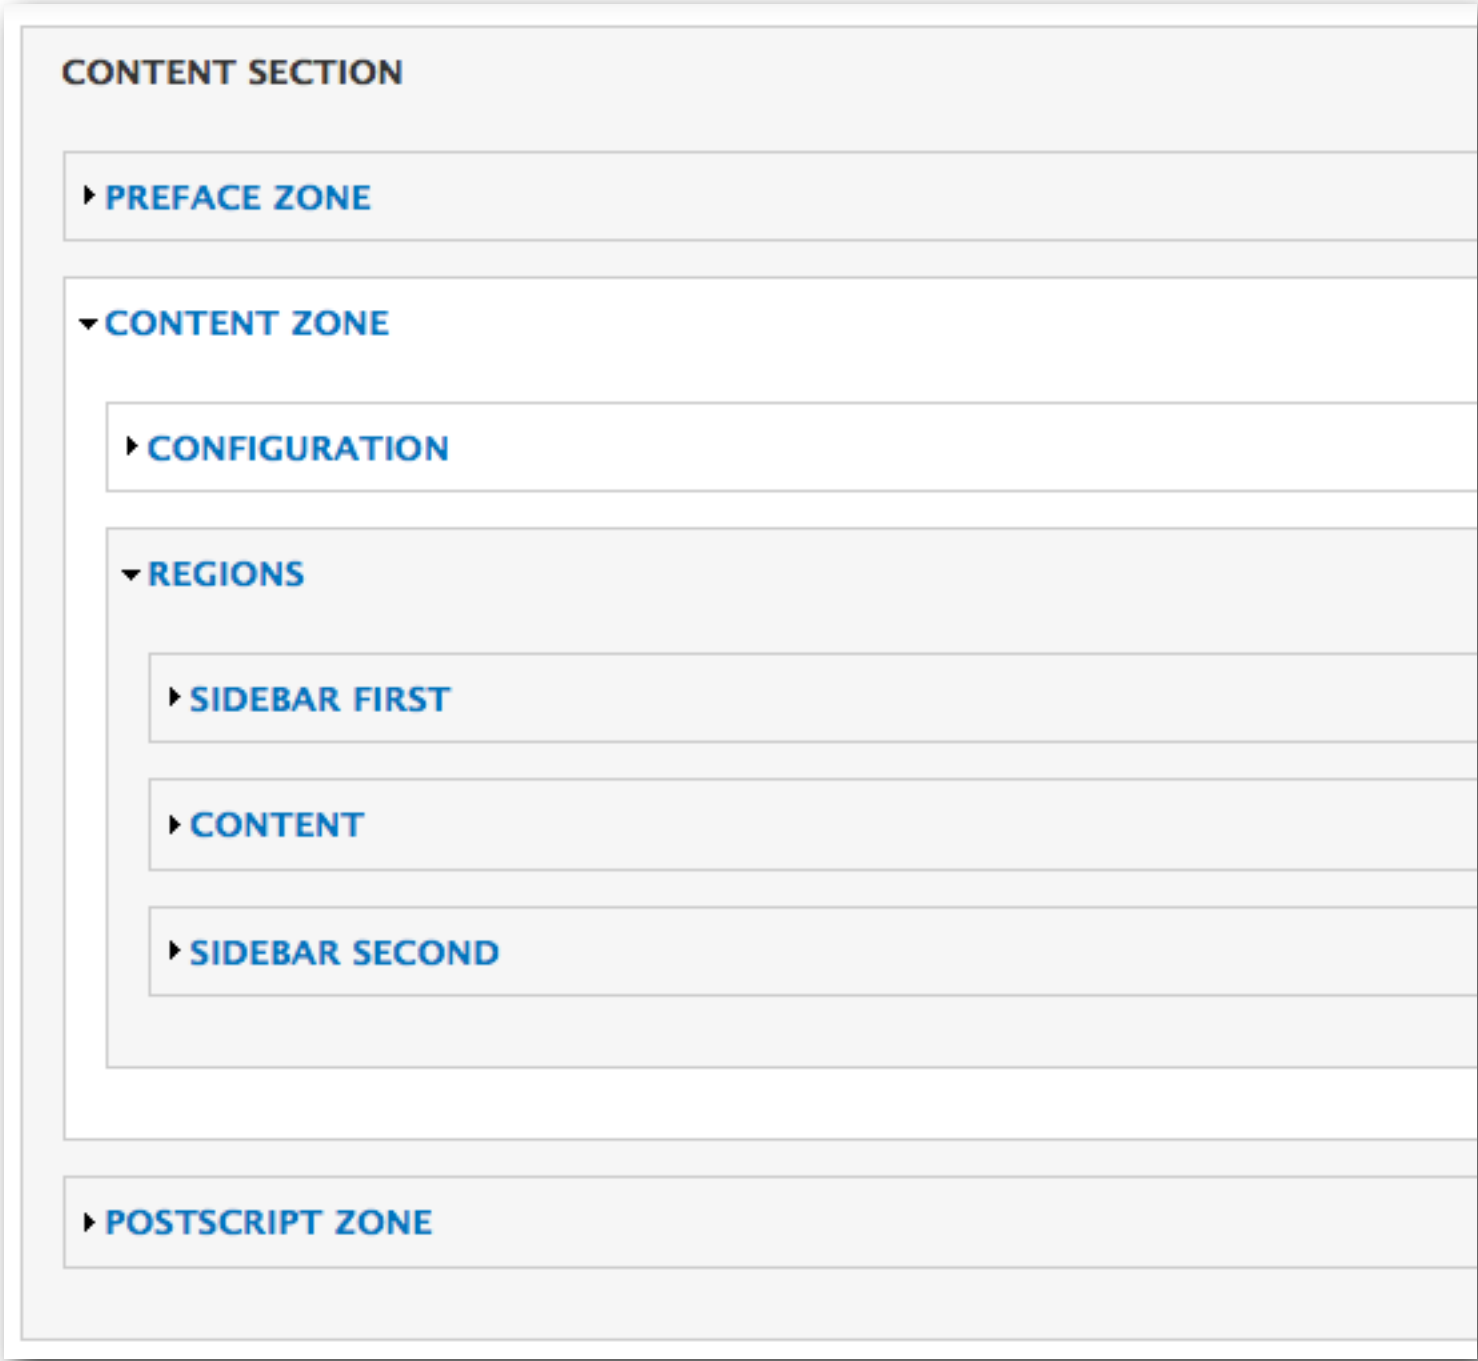 CONTENT SECTION
PREFACE ZONE
CONTENT ZONE
CONFIGURATION
REGIONS
SIDEBAR FIRST
CONTENT
SIDEBAR SECOND
POSTSCRIPT ZONE